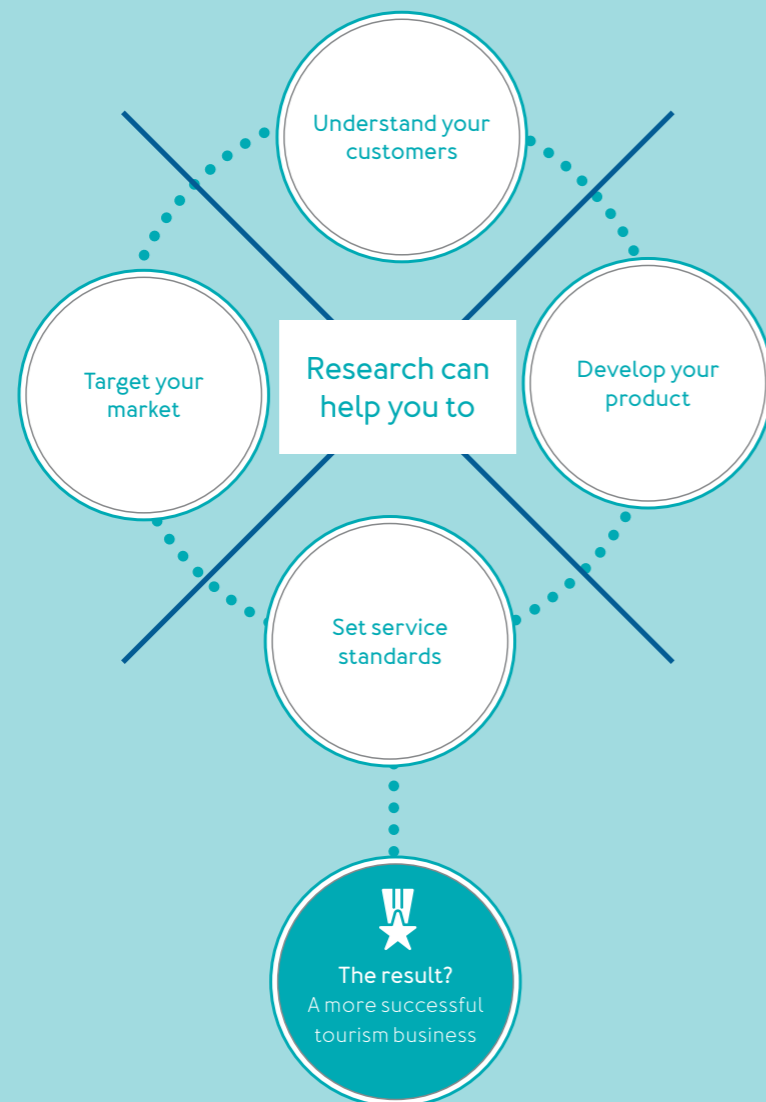 Understand your
customers
Target your
market
Research can
help you to
Develop your
product
Set service
standards
The result?
A more successful
tourism business